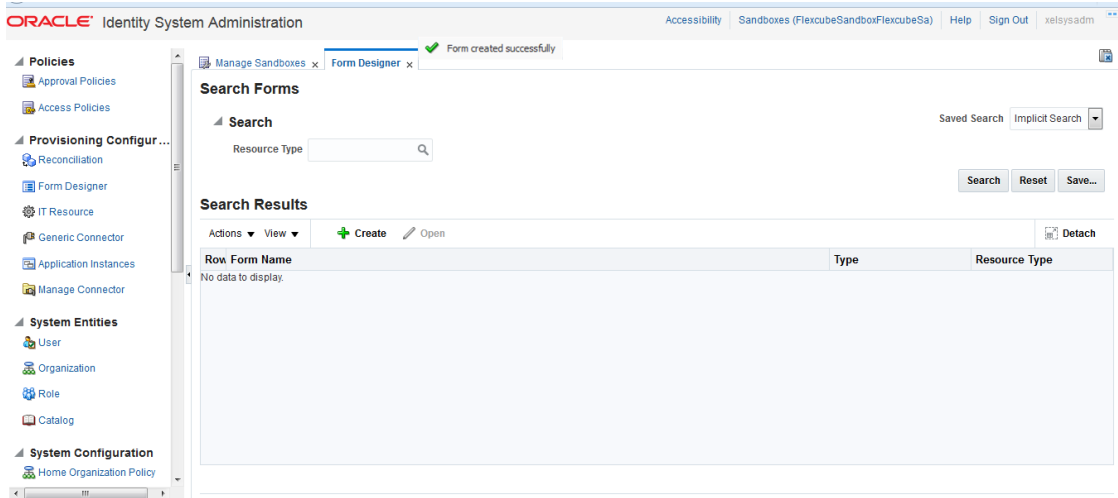 ORACLE® Identity System Administration
Accessibility Sandboxes (FlexcubeSandboxFlexcubeSa) Help Sign Out xelsysadm
Form created successfully
Policies
Approval Policies
Access Policies
Provisioning Configur...
Reconciliation
Form Designer
IT Resource
Generic Connector
Application Instances
Manage Connector
System Entities
User
Organization
Role
Catalog
System Configuration
Home Organization Policy
Manage Sandboxes x Form Designer x
Search Forms
Search
Saved Search Implicit Search
Resource Type
Search Reset Save...
Search Results
Actions View Create Open Detach
Row Form Name Type Resource Type
No data to display.